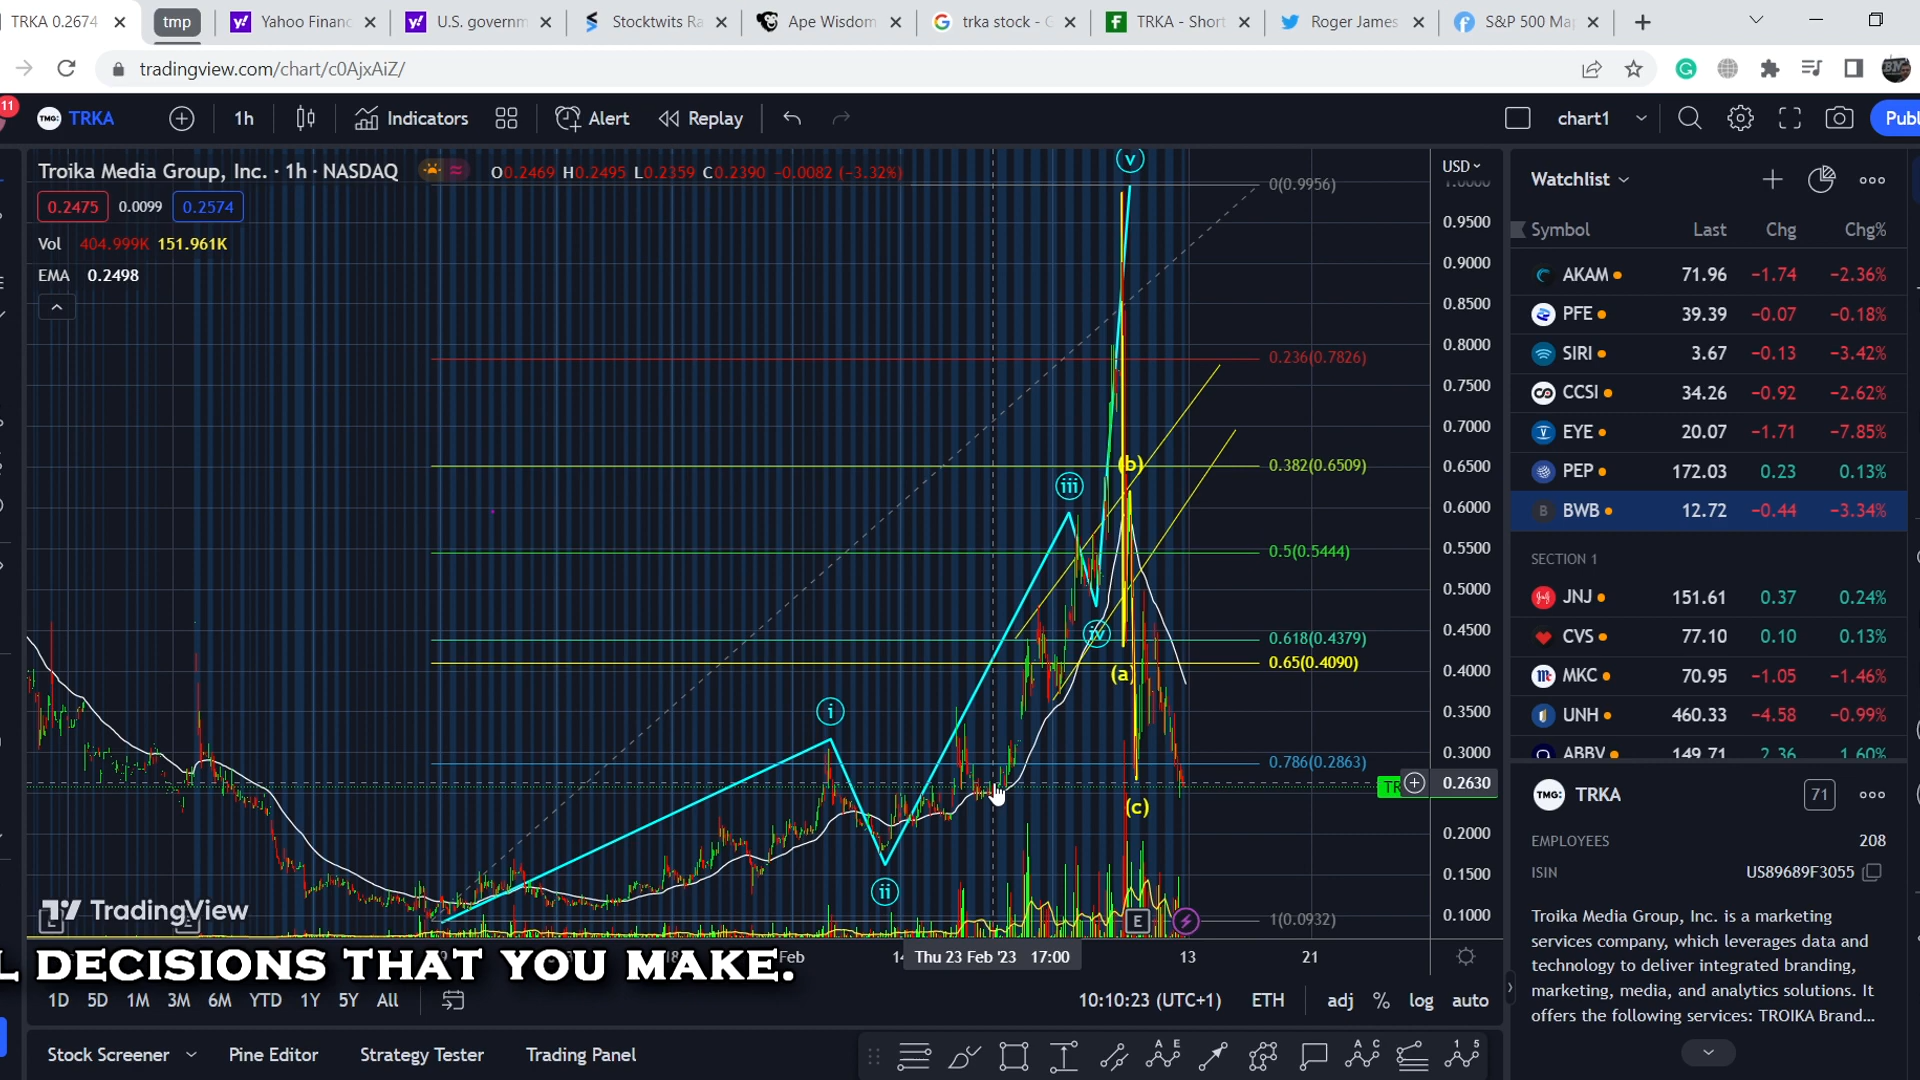 TRKA 0.2674
tmp
Yahoo Financ
U.S. governm
Stocktwits Ra
Ape Wisdom
trka stock - G
TRKA - Short
Roger James
S&P 500 Map
tradingview.com/chart/c0AjxAiZ/
11
TRKA
1h
Indicators
Alert
Replay
chart1
Publ
Troika Media Group, Inc. · 1h · NASDAQ
O0.2469 H0.2495 L0.2359 C0.2390 −0.0082 (−3.32%)
0.2475 0.0099 0.2574
Vol 404.999K 151.961K
EMA 0.2498
USD
1.0000
0.9500
0.9000
0.8500
0.8000
0.7500
0.7000
0.6500
0.6000
0.5500
0.5000
0.4500
0.4000
0.3500
0.3000
0.2630
0.2000
0.1500
0.1000
0(0.9956)
0.236(0.7826)
0.382(0.6509)
0.5(0.5444)
0.618(0.4379)
0.65(0.4090)
0.786(0.2863)
1(0.0932)
i
ii
iii
iv
v
(a)
(b)
(c)
TR
E
TradingView
L DECISIONS THAT YOU MAKE.
Thu 23 Feb '23 17:00
13
21
1D 5D 1M 3M 6M YTD 1Y 5Y All
10:10:23 (UTC+1) ETH adj % log auto
Stock Screener
Pine Editor
Strategy Tester
Trading Panel
Watchlist
Symbol Last Chg Chg%
AKAM 71.96 −1.74 −2.36%
PFE 39.39 −0.07 −0.18%
SIRI 3.67 −0.13 −3.42%
CCSI 34.26 −0.92 −2.62%
EYE 20.07 −1.71 −7.85%
PEP 172.03 0.23 0.13%
BWB 12.72 −0.44 −3.34%
SECTION 1
JNJ 151.61 0.37 0.24%
CVS 77.10 0.10 0.13%
MKC 70.95 −1.05 −1.46%
UNH 460.33 −4.58 −0.99%
ABBV 149.71 2.36 1.60%
TRKA
71
EMPLOYEES 208
ISIN US89689F3055
Troika Media Group, Inc. is a marketing
services company, which leverages data and
technology to deliver integrated branding,
marketing, media, and analytics solutions. It
offers the following services: TROIKA Brand...